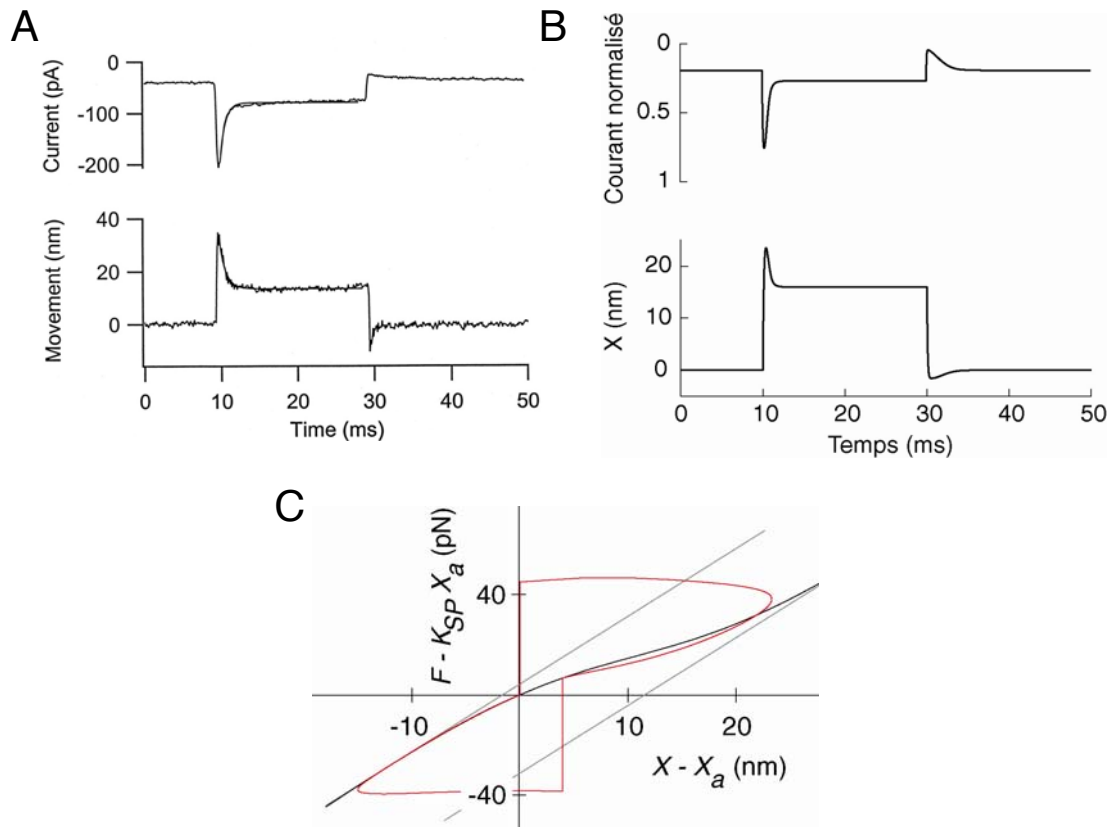 A
Current (pA)
0
-100
-200
Movement (nm)
40
20
0
0 10 20 30 40 50
Time (ms)
B
Courant normalisé
0
0.5
1
X (nm)
20
10
0
0 10 20 30 40 50
Temps (ms)
C
F - K_SP X_a (pN)
40
-10 10 20
X - X_a (nm)
-40